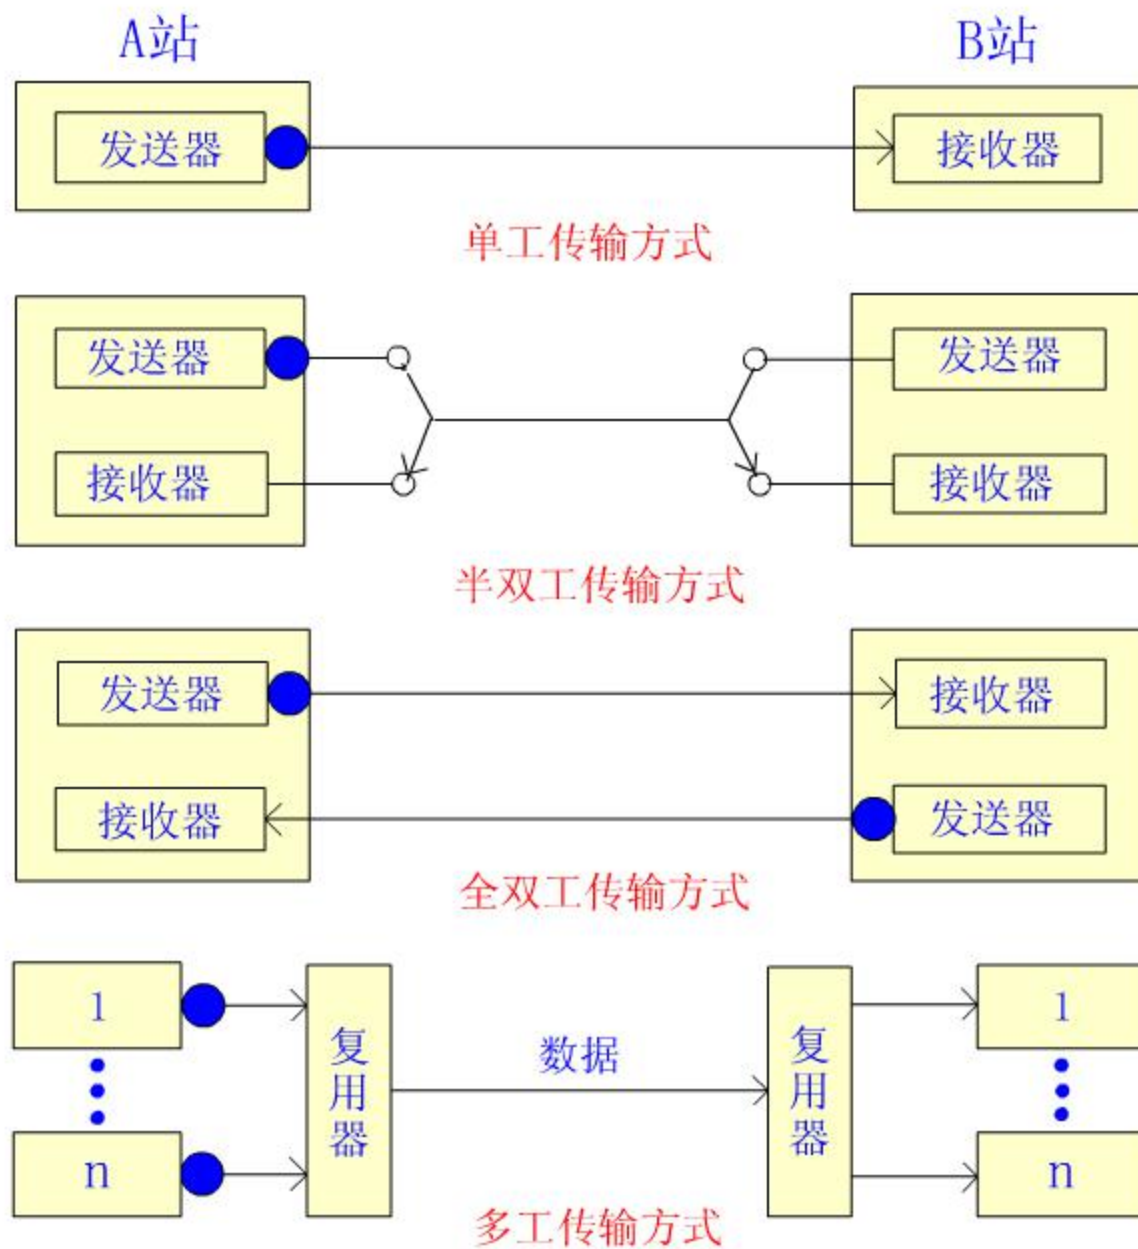 A站 B站
发送器 接收器
单工传输方式
发送器 发送器
接收器 接收器
半双工传输方式
发送器 接收器
接收器 发送器
全双工传输方式
1 复用器 数据 复用器 1
n n
多工传输方式